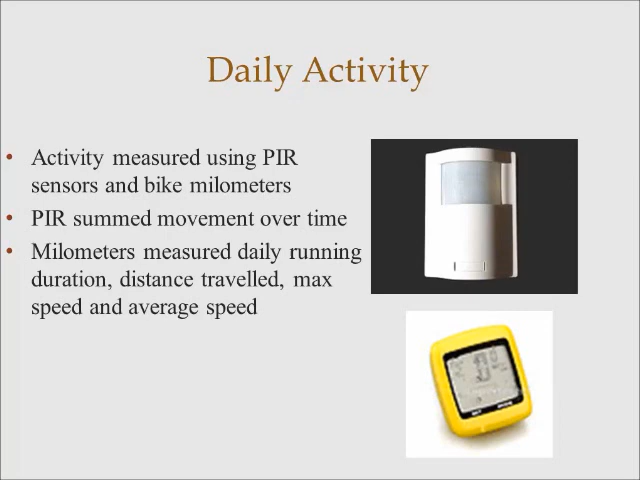 Daily Activity
• Activity measured using PIR
sensors and bike milometers
• PIR summed movement over time
• Milometers measured daily running
duration, distance travelled, max
speed and average speed